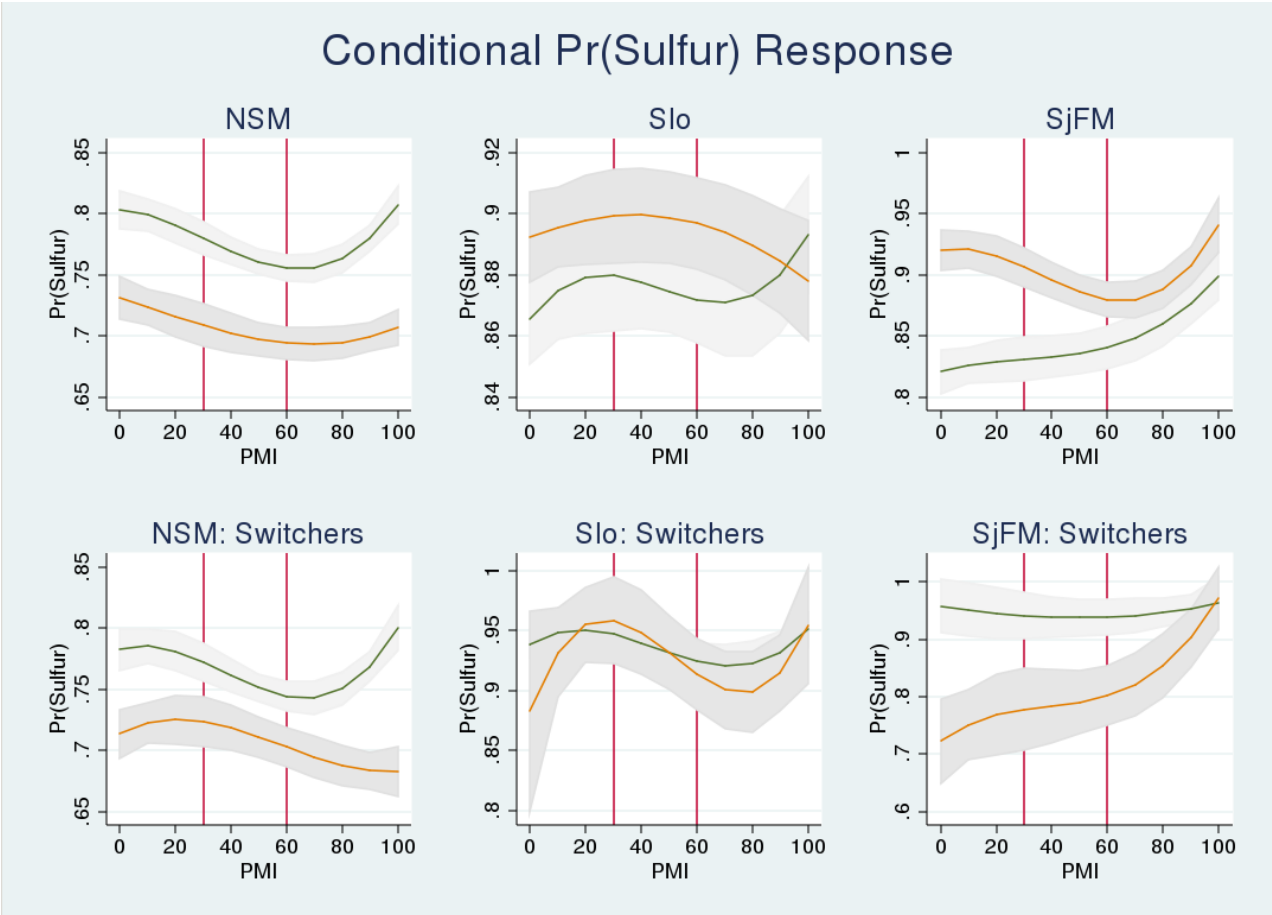 Conditional Pr(Sulfur) Response
NSM
Pr(Sulfur)
.85
.8
.75
.7
.65
0 20 40 60 80 100
PMI
Slo
Pr(Sulfur)
.92
.9
.88
.86
.84
0 20 40 60 80 100
PMI
SjFM
Pr(Sulfur)
1
.95
.9
.85
.8
0 20 40 60 80 100
PMI
NSM: Switchers
Pr(Sulfur)
.85
.8
.75
.7
.65
0 20 40 60 80 100
PMI
Slo: Switchers
Pr(Sulfur)
1
.95
.9
.85
.8
0 20 40 60 80 100
PMI
SjFM: Switchers
Pr(Sulfur)
1
.9
.8
.7
.6
0 20 40 60 80 100
PMI